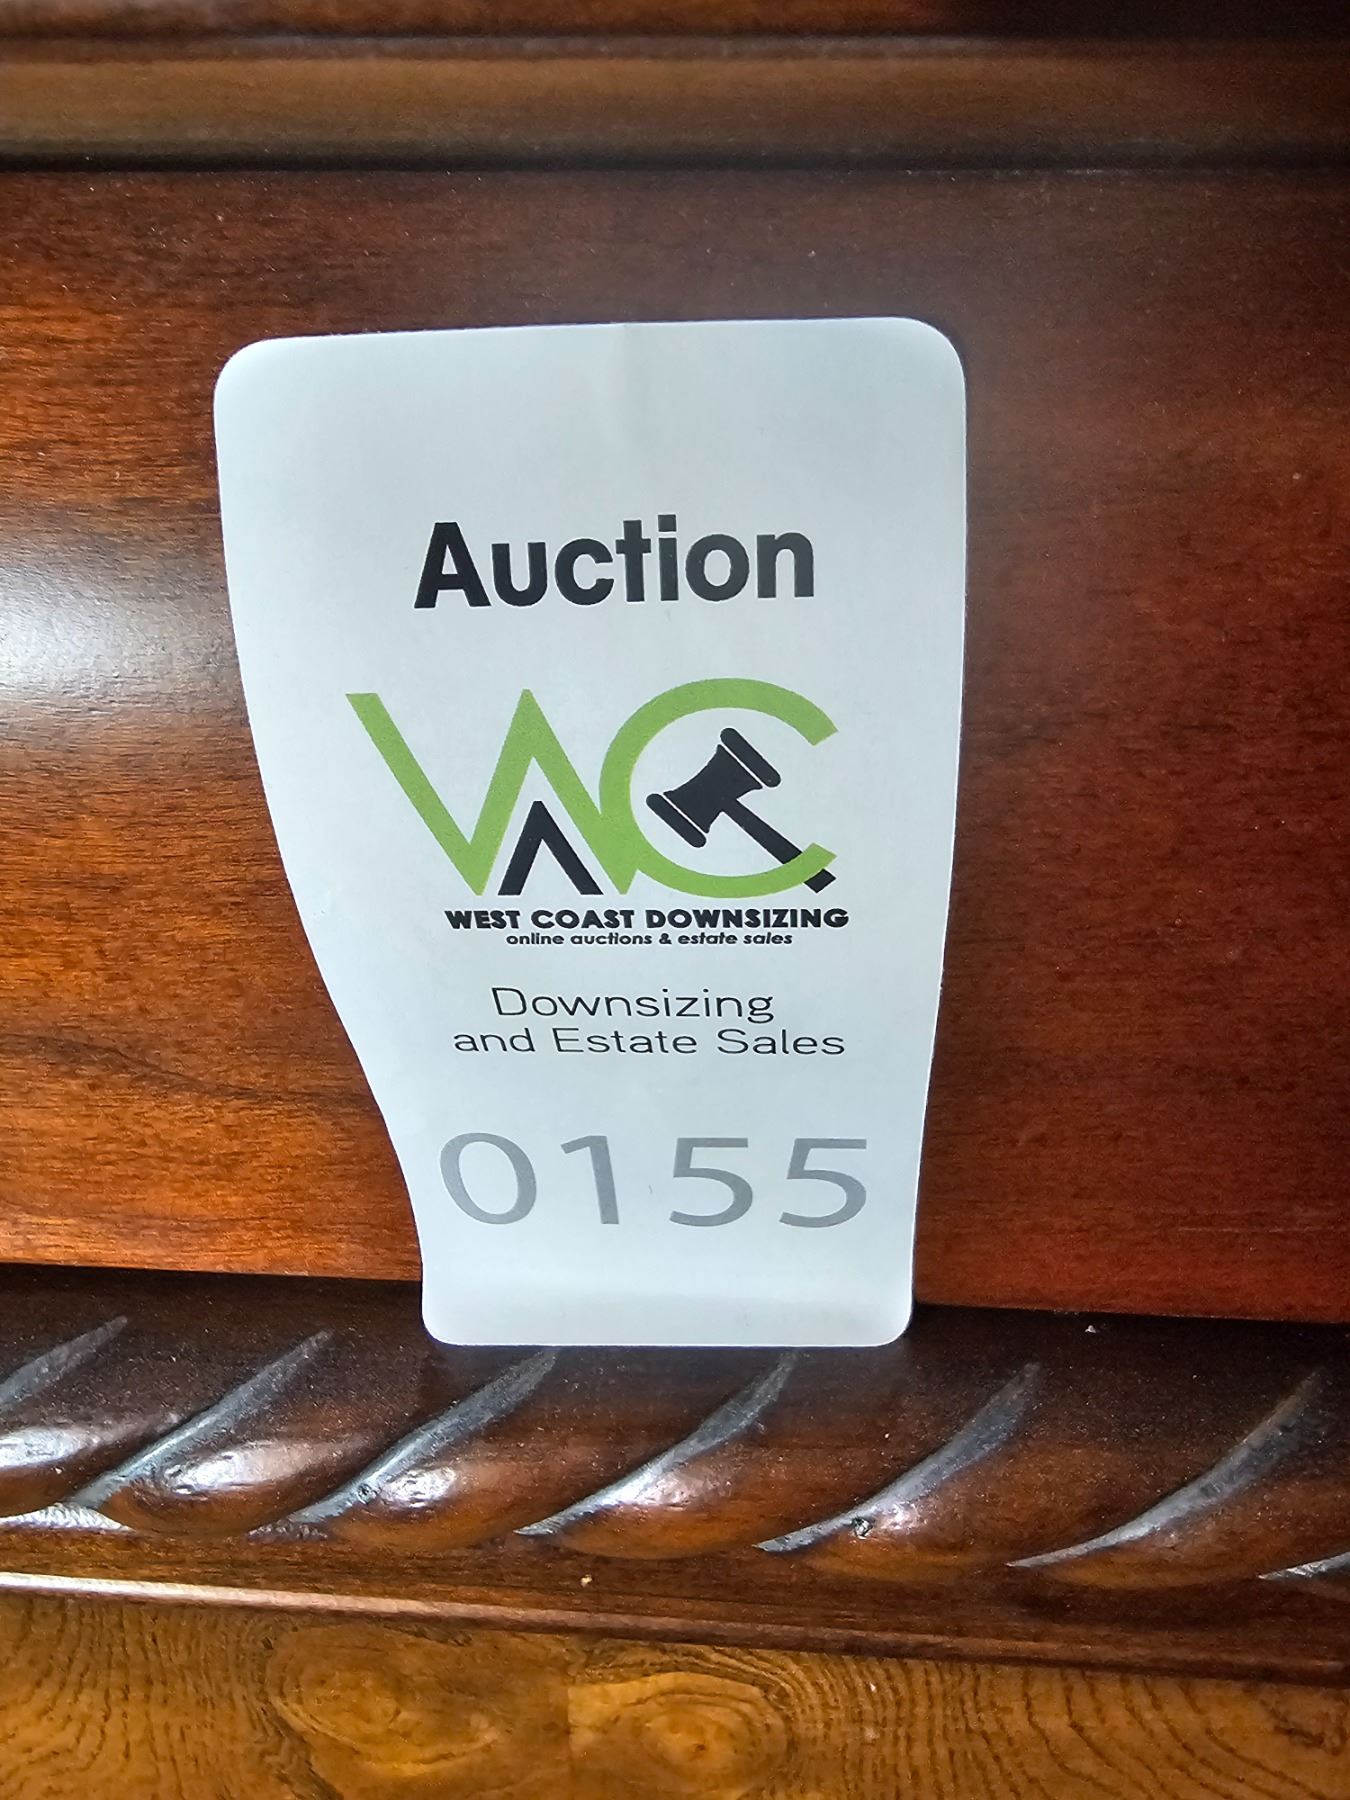 Auction
WC
WEST COAST DOWNSIZING
online auctions & estate sales
Downsizing
and Estate Sales
0155